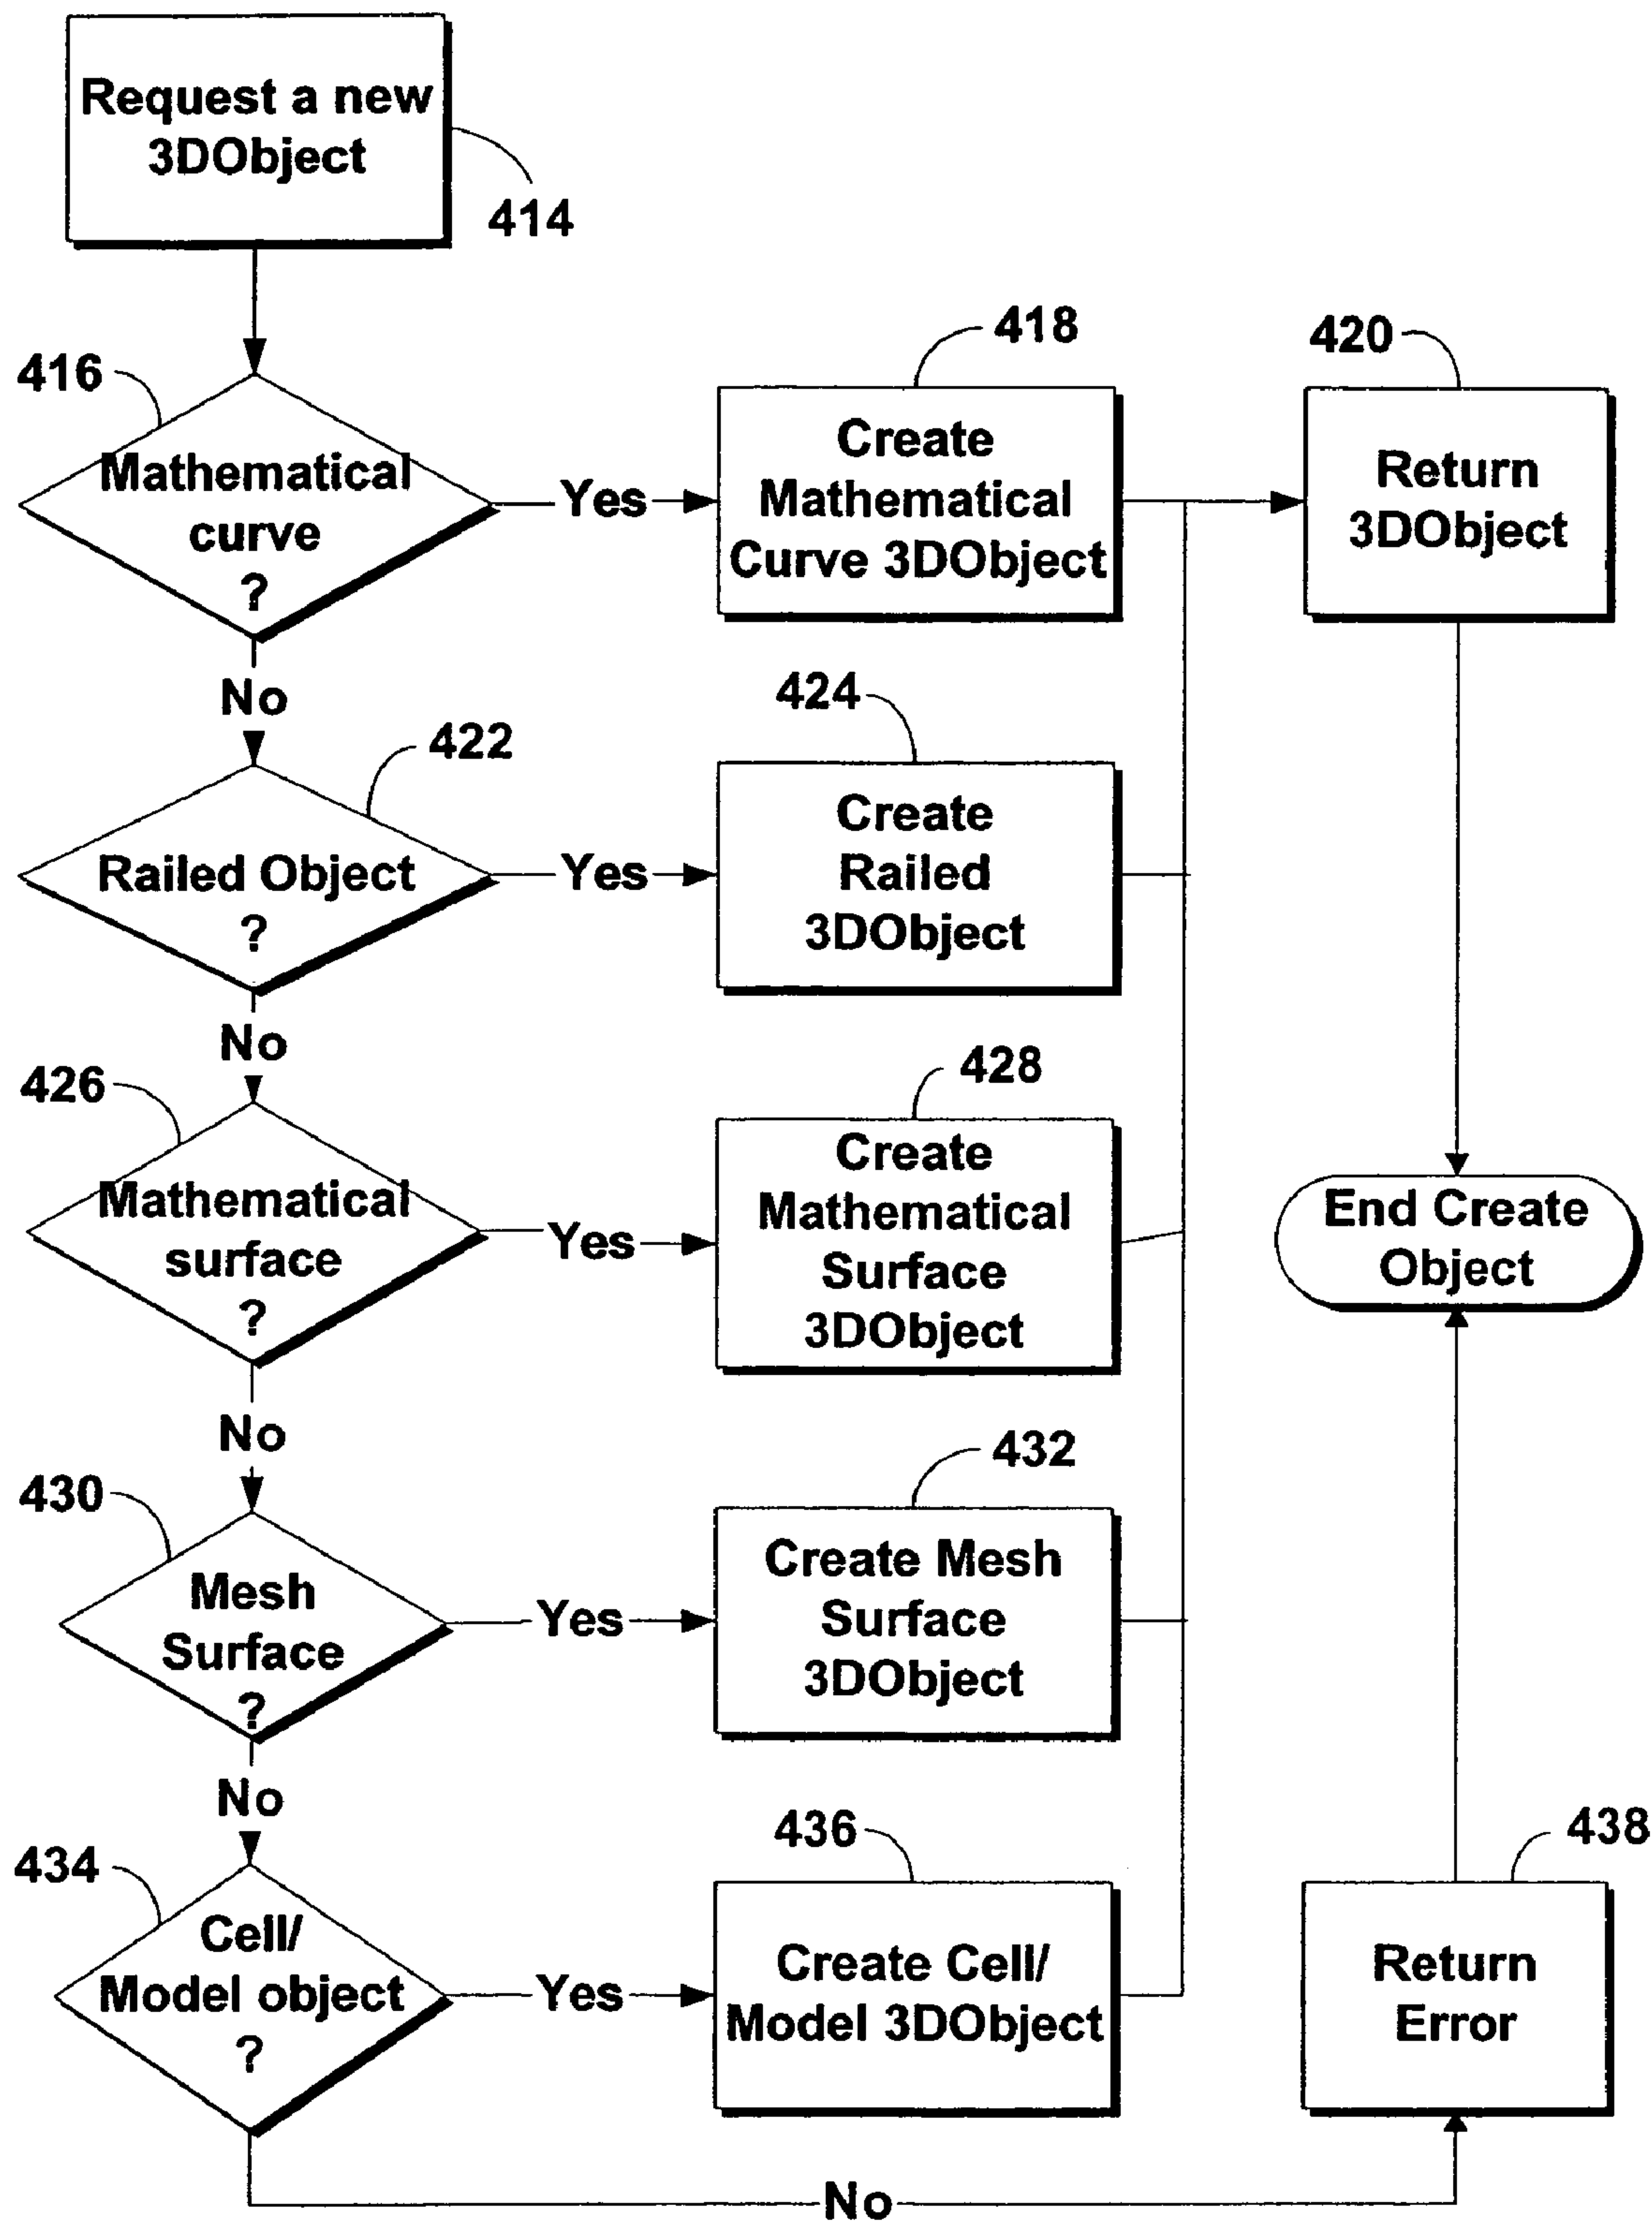 Request a new
3DObject
414
416
Mathematical
curve
?
Yes
418
Create
Mathematical
Curve 3DObject
420
Return
3DObject
No
422
Railed Object
?
Yes
424
Create
Railed
3DObject
No
426
Mathematical
surface
?
Yes
428
Create
Mathematical
Surface
3DObject
End Create
Object
No
430
Mesh
Surface
?
Yes
432
Create Mesh
Surface
3DObject
No
434
Cell/
Model object
?
Yes
436
Create Cell/
Model 3DObject
438
Return
Error
No